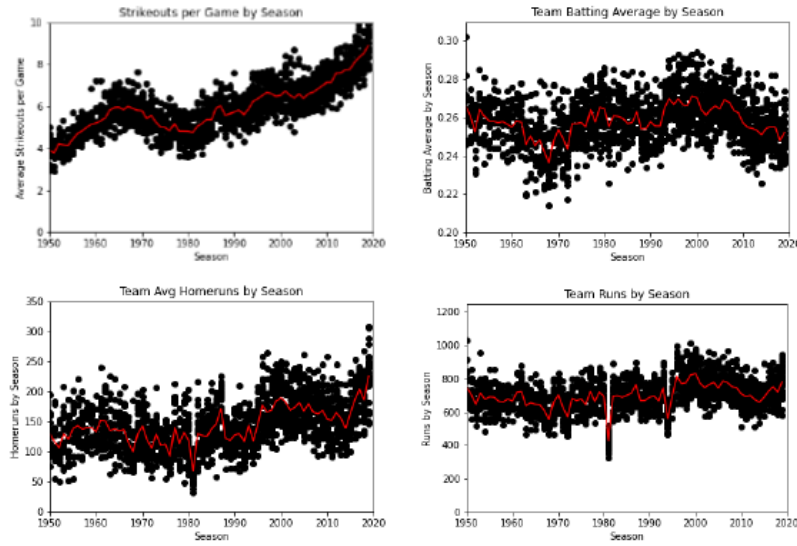 Strikeouts per Game by Season
Average Strikeouts per Game
10
8
6
4
2
0
1950 1960 1970 1980 1990 2000 2010 2020
Season
Team Batting Average by Season
Batting Average by Season
0.30
0.28
0.26
0.24
0.22
0.20
1950 1960 1970 1980 1990 2000 2010 2020
Season
Team Avg Homeruns by Season
Homeruns by Season
350
300
250
200
150
100
50
0
1950 1960 1970 1980 1990 2000 2010 2020
Season
Team Runs by Season
Runs by Season
1200
1000
800
600
400
200
0
1950 1960 1970 1980 1990 2000 2010 2020
Season